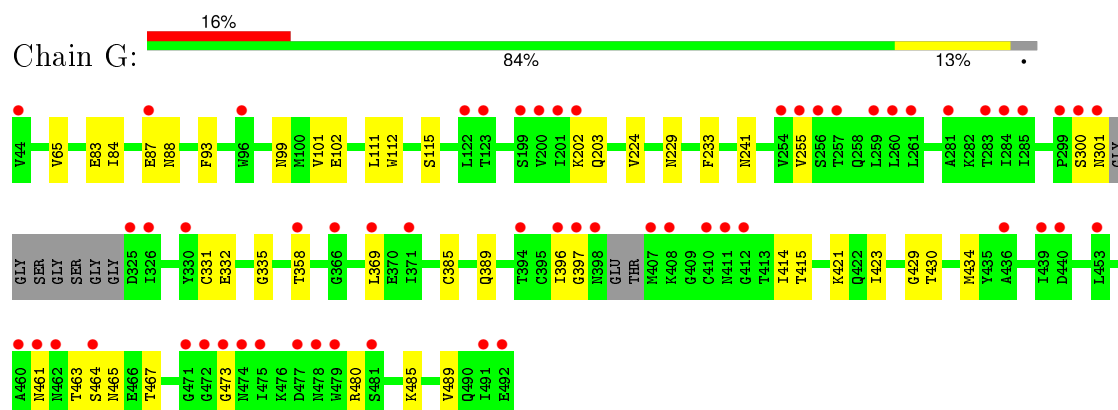 16%
Chain G:
84% 13% •
V44 V65 E83 I84 E87 N88 F93 W96 N99 M100 V101 E102 L111 W112 S115 L122 T123 S199 V200 I201 K202 Q203 V224 N229 F233 N241 V254 V255 S256 T257 Q258 L259 L260 I261 A281 K282 T283 I284 I285 P299 S300 N301 GLY
GLY SER GLY SER GLY GLY D325 I326 Y330 C331 E332 G335 T358 G366 L369 E370 I371 C385 Q389 T394 C395 I396 G397 N398 GLU THR M407 K408 G409 C410 N411 G412 T413 I414 T415 K421 Q422 I423 G429 T430 M434 Y435 A436 I439 D440 L453
A460 N461 N462 T463 S464 N465 E466 T467 G471 G472 G473 N474 I475 K476 D477 N478 W479 R480 S481 K485 V489 Q490 I491 E492